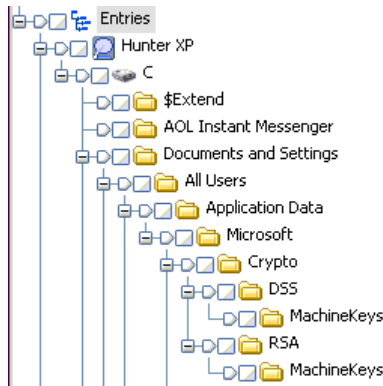 Entries
Hunter XP
C
$Extend
AOL Instant Messenger
Documents and Settings
All Users
Application Data
Microsoft
Crypto
DSS
MachineKeys
RSA
MachineKeys